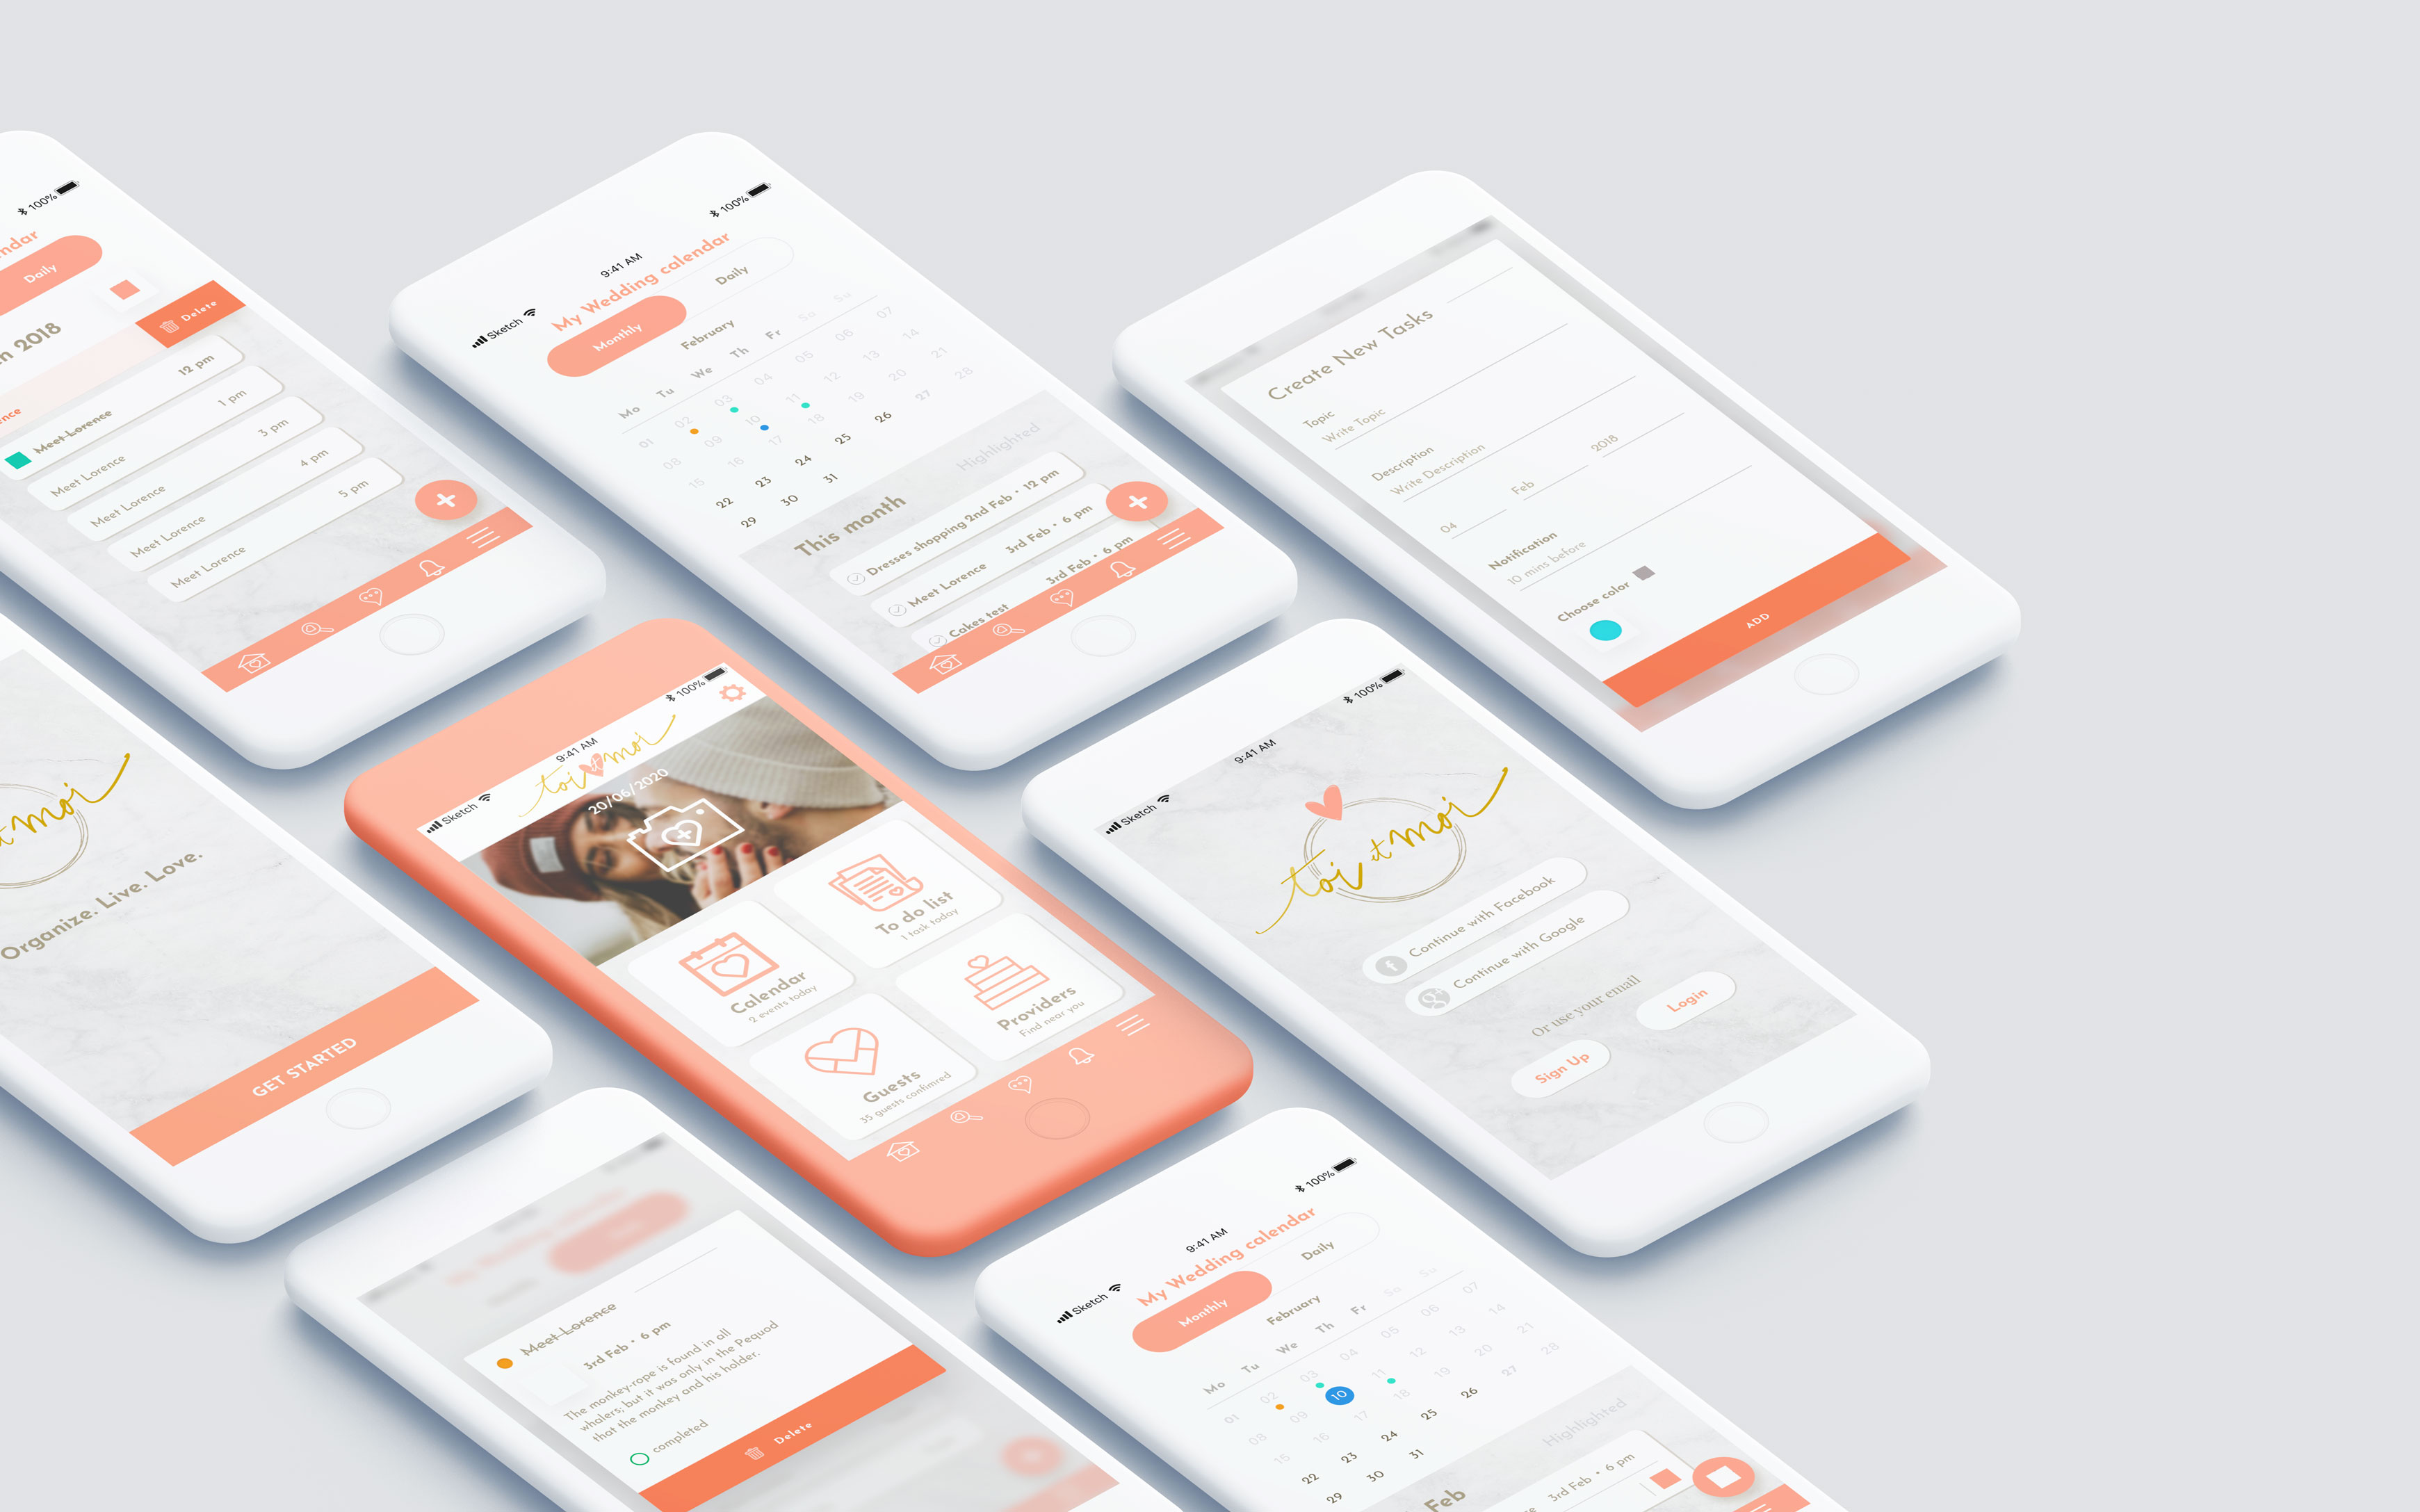 100%
ndar
Daily
n 2018
Delete
nce
Meet Lorence
12 pm
Meet Lorence
1 pm
Meet Lorence
3 pm
Meet Lorence
4 pm
Meet Lorence
5 pm
Sketch
9:41 AM
100%
My Wedding calendar
Monthly
Daily
February
Mo Tu We Th Fr Sa Su
01 02 03 04 05 06 07
08 09 10 11 12 13 14
15 16 17 18 19 20 21
22 23 24 25 26 27 28
29 30 31
This month
Highlighted
Dresses shopping 2nd Feb • 12 pm
Meet Lorence 3rd Feb • 6 pm
Cakes test 3rd Feb • 6 pm
Create New Tasks
Topic
Write Topic
Description
Write Description
04 Feb 2018
Notification
10 mins before
Choose color
ADD
moi
Organize. Live. Love.
GET STARTED
Sketch
9:41 AM
100%
toi et moi
20/06/2020
Calendar
2 events today
To do list
1 task today
Guests
35 guests confimred
Providers
Find near you
Sketch
9:41 AM
100%
toi et moi
Continue with Facebook
Continue with Google
Or use your email
Sign Up
Login
Meet Lorence
3rd Feb • 6 pm
The monkey-rope is found in all
whalers; but it was only in the Pequod
that the monkey and his holder.
completed
Delete
Sketch
9:41 AM
100%
My Wedding calendar
Monthly
Daily
February
Mo Tu We Th Fr Sa Su
01 02 03 04 05 06 07
08 09 10 11 12 13 14
15 16 17 18 19 20 21
22 23 24 25 26 27 28
29 30 31
Feb
Highlighted
3rd Feb • 6 pm